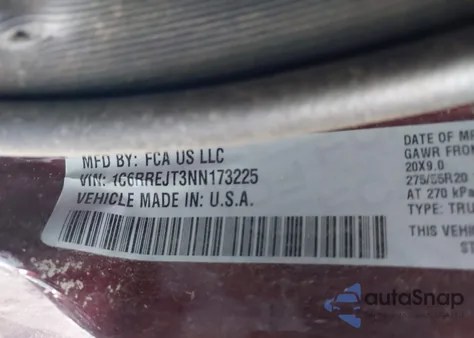 MFD BY: FCA US LLC
VIN: 1C6RREJT3NN173225
VEHICLE MADE IN: U.S.A.
DATE OF MF
GAWR FRON
20X9.0
275/55R20
AT 270 kPa
TYPE: TRU
THIS VEHI
ST
autoSnap